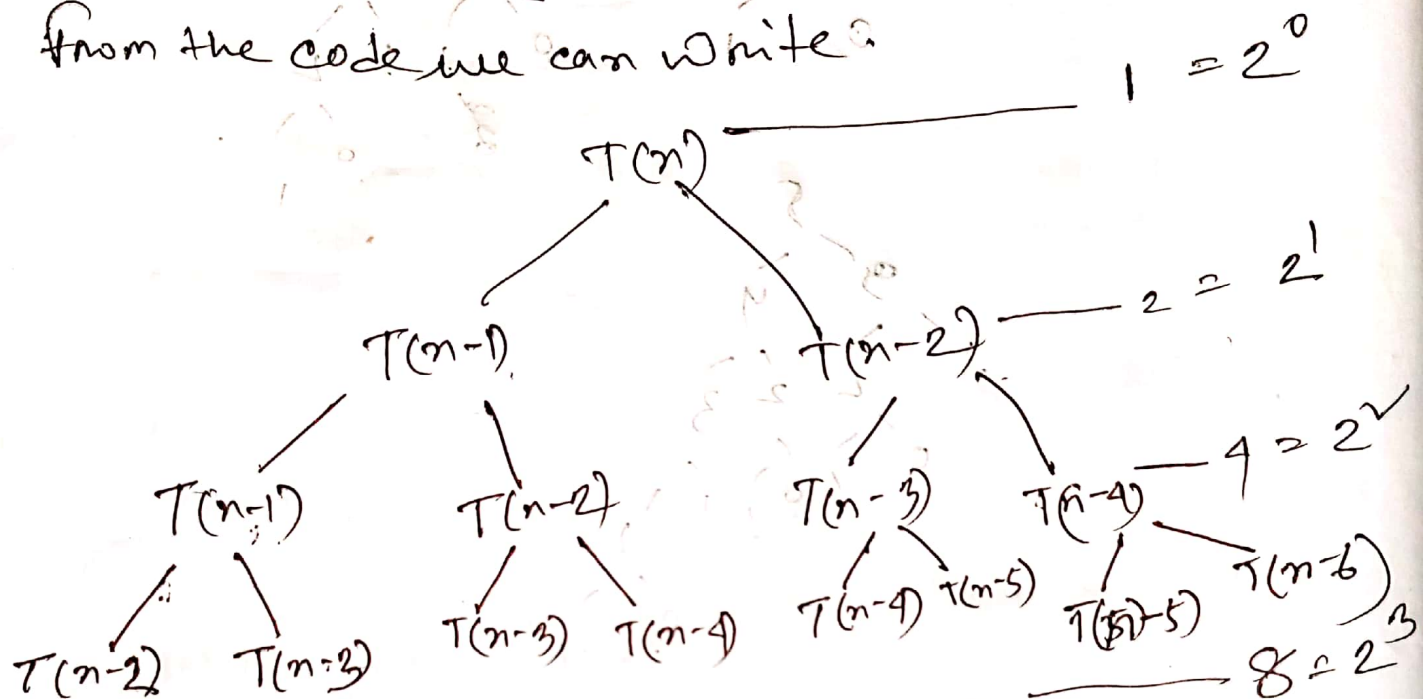 from the code we can write:
1 = 2^0
T(n)
T(n-1) T(n-2) 2 = 2^1
T(n-1) T(n-2) T(n-3) T(n-4) 4 = 2^2
T(n-2) T(n-3) T(n-3) T(n-4) T(n-4) T(n-5) T(n-5) T(n-6)
8 = 2^3